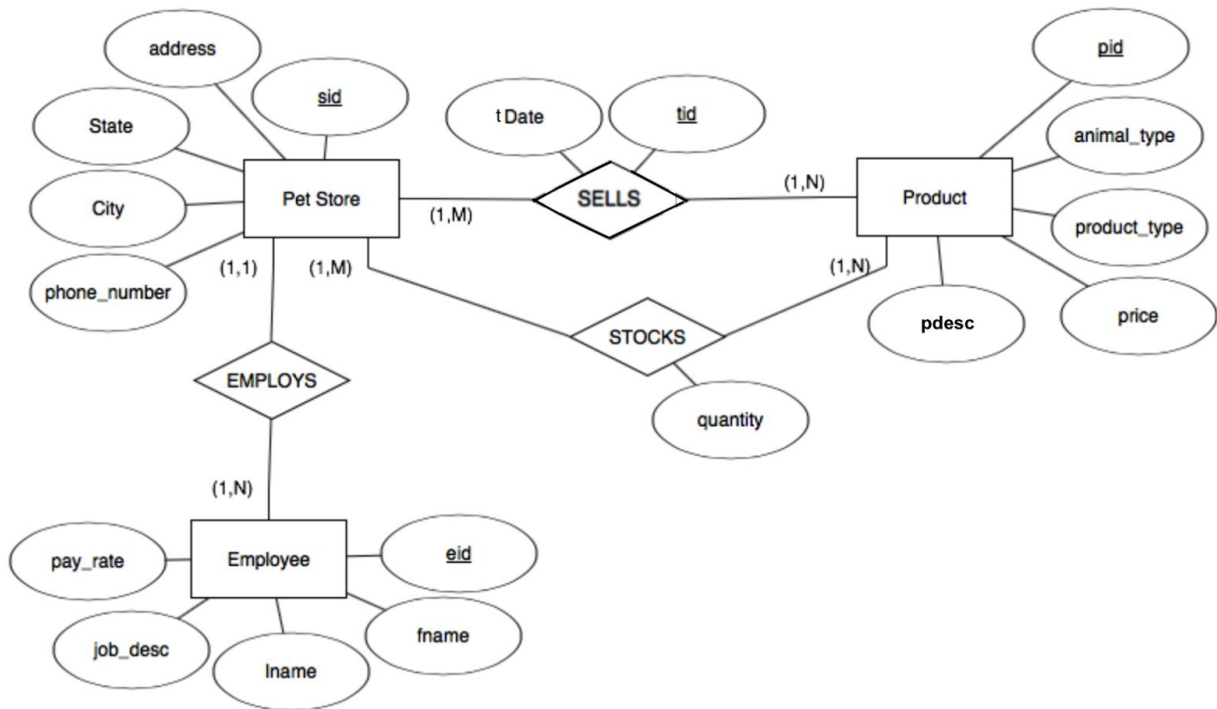 address
sid
State
City
phone_number
Pet Store
tDate
tid
SELLS
(1,M)
(1,N)
pid
animal_type
Product
product_type
price
pdesc
(1,1)
(1,M)
(1,N)
STOCKS
quantity
EMPLOYS
(1,N)
pay_rate
Employee
eid
job_desc
lname
fname